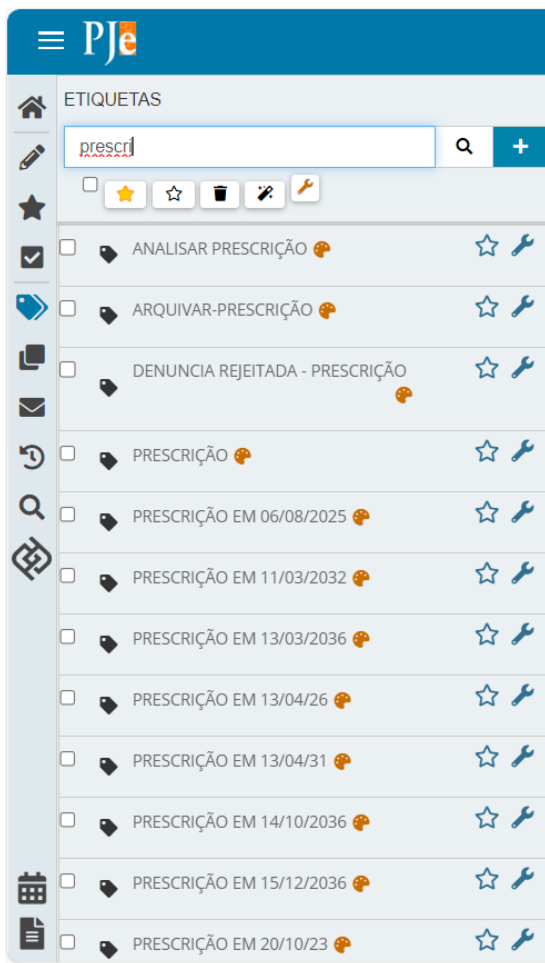 PJe
ETIQUETAS
prescri
ANALISAR PRESCRIÇÃO
ARQUIVAR-PRESCRIÇÃO
DENUNCIA REJEITADA - PRESCRIÇÃO
PRESCRIÇÃO
PRESCRIÇÃO EM 06/08/2025
PRESCRIÇÃO EM 11/03/2032
PRESCRIÇÃO EM 13/03/2036
PRESCRIÇÃO EM 13/04/26
PRESCRIÇÃO EM 13/04/31
PRESCRIÇÃO EM 14/10/2036
PRESCRIÇÃO EM 15/12/2036
PRESCRIÇÃO EM 20/10/23